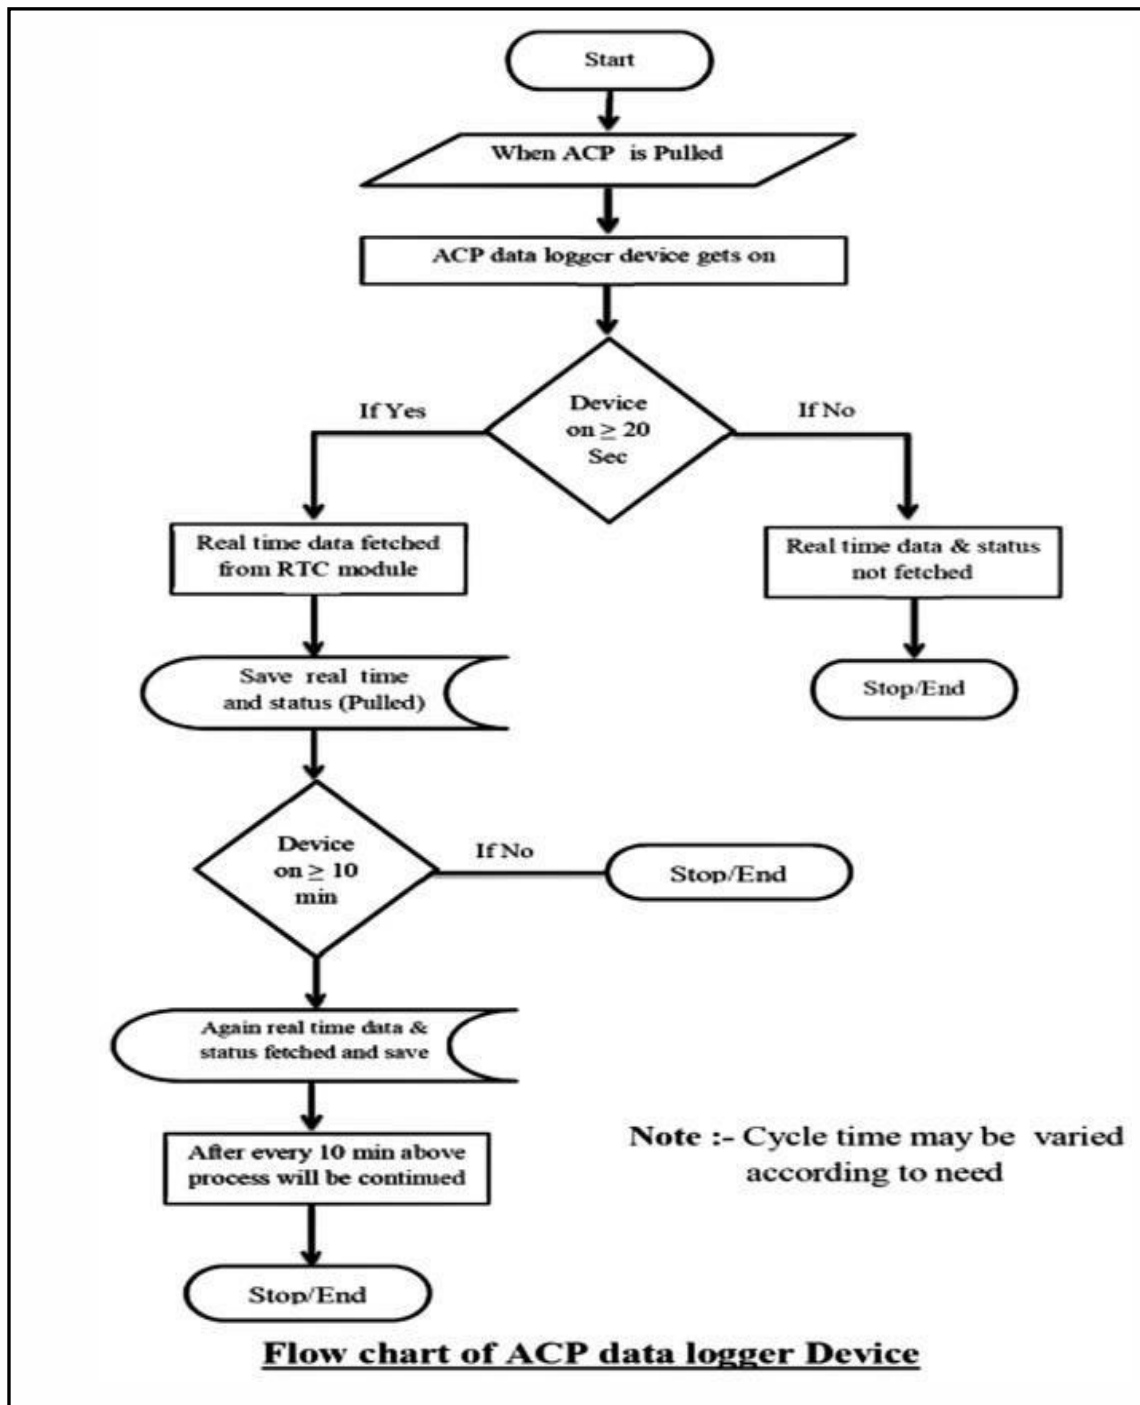 Start
When ACP is Pulled
ACP data logger device gets on
Device
on ≥ 20
Sec
If Yes
If No
Real time data fetched
from RTC module
Real time data & status
not fetched
Save real time
and status (Pulled)
Stop/End
Device
on ≥ 10
min
If No
Stop/End
Again real time data &
status fetched and save
After every 10 min above
process will be continued
Note :- Cycle time may be varied
according to need
Stop/End
Flow chart of ACP data logger Device